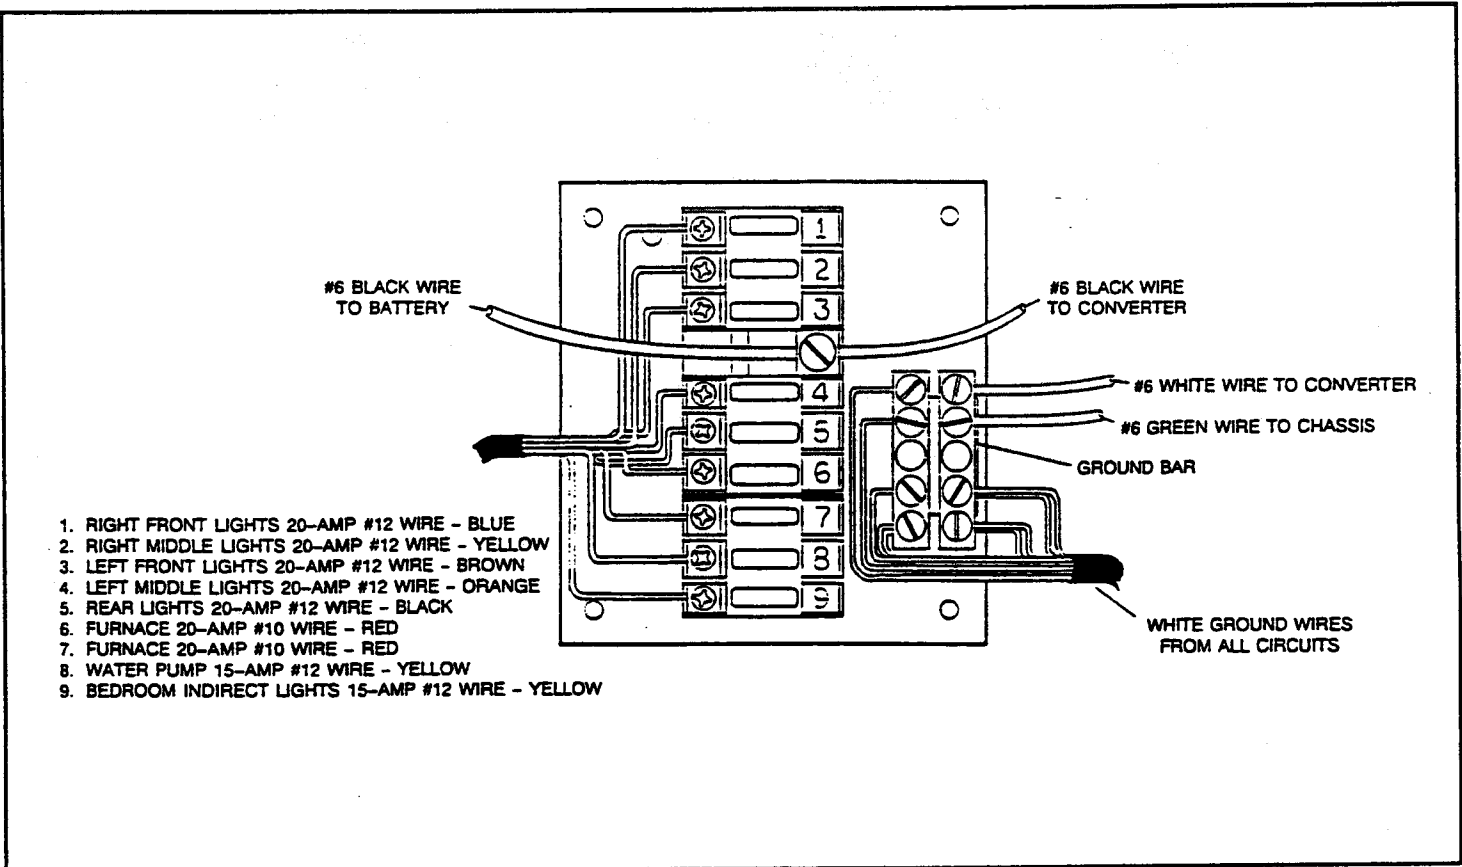 1
2
3
#6 BLACK WIRE
TO BATTERY
#6 BLACK WIRE
TO CONVERTER
4
5
6
7
8
9
#6 WHITE WIRE TO CONVERTER
#6 GREEN WIRE TO CHASSIS
GROUND BAR
1. RIGHT FRONT LIGHTS 20-AMP #12 WIRE - BLUE
2. RIGHT MIDDLE LIGHTS 20-AMP #12 WIRE - YELLOW
3. LEFT FRONT LIGHTS 20-AMP #12 WIRE - BROWN
4. LEFT MIDDLE LIGHTS 20-AMP #12 WIRE - ORANGE
5. REAR LIGHTS 20-AMP #12 WIRE - BLACK
6. FURNACE 20-AMP #10 WIRE - RED
7. FURNACE 20-AMP #10 WIRE - RED
8. WATER PUMP 15-AMP #12 WIRE - YELLOW
9. BEDROOM INDIRECT LIGHTS 15-AMP #12 WIRE - YELLOW
WHITE GROUND WIRES
FROM ALL CIRCUITS